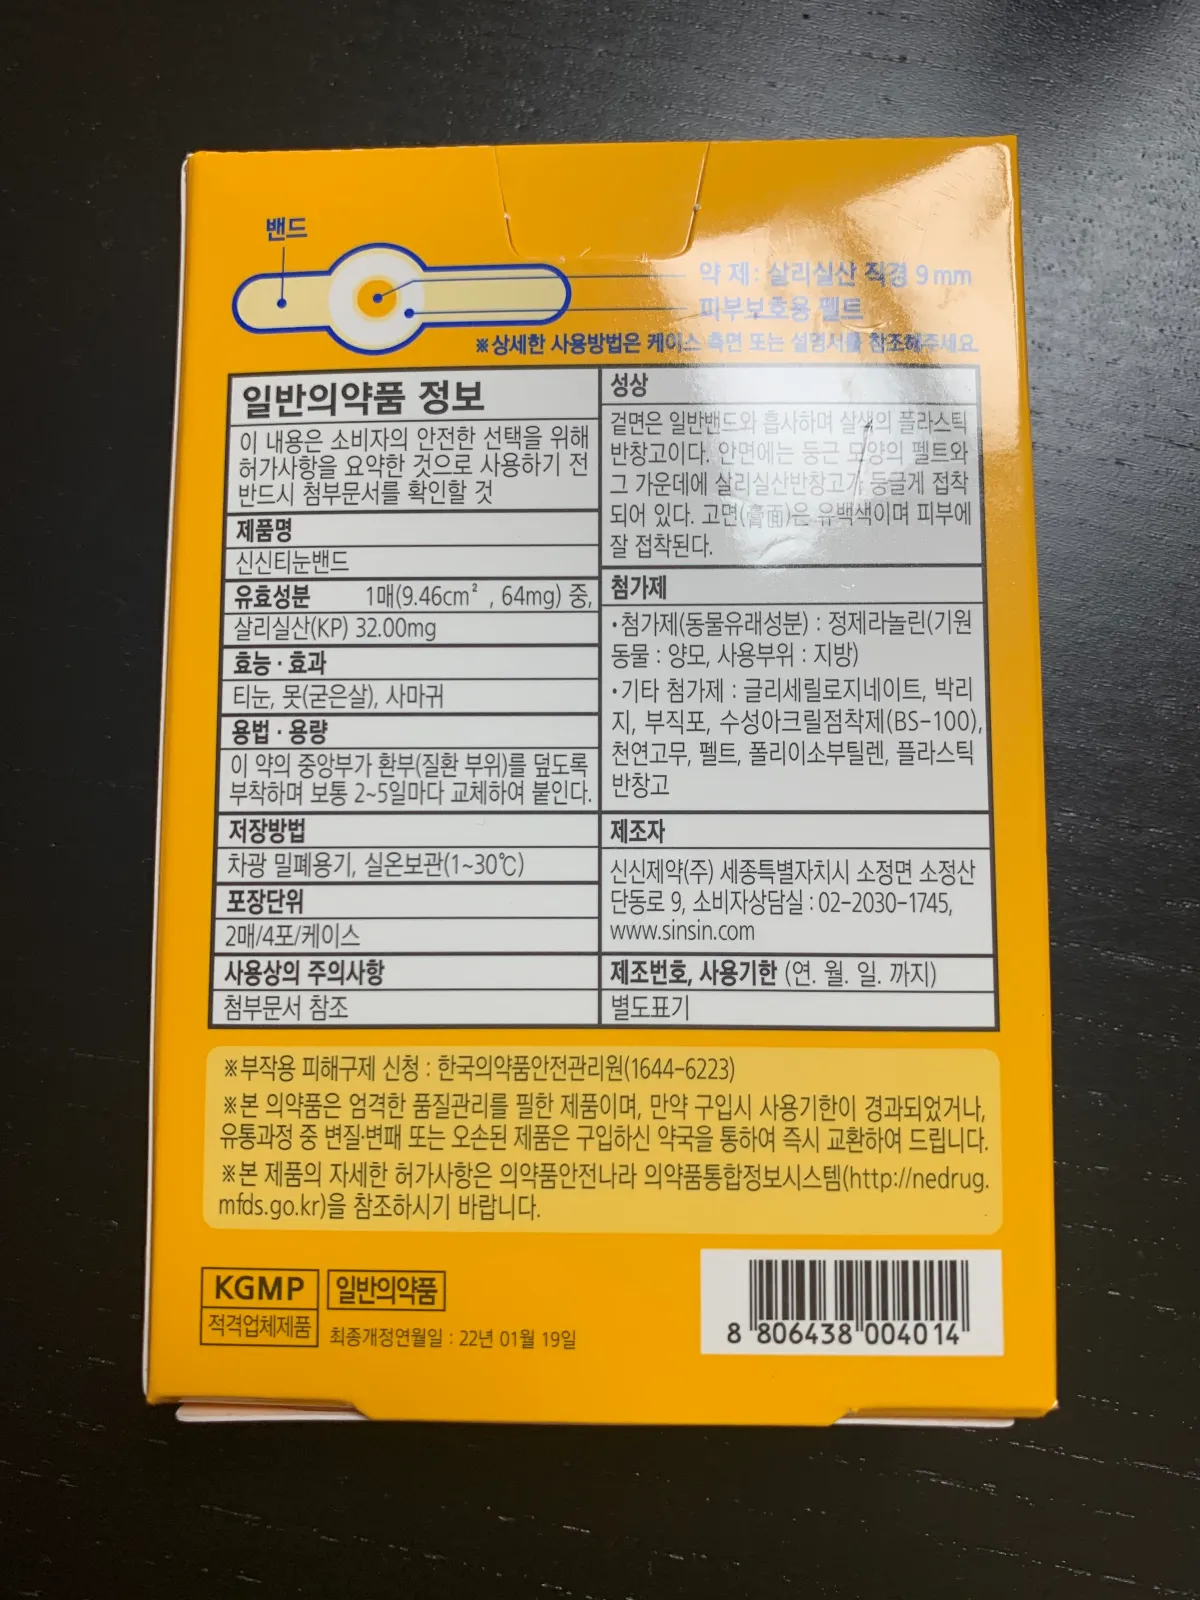 밴드
약 제 : 살리실산 직경 9mm
피부보호용 펠트
※상세한 사용방법은 케이스 측면 또는 설명서를 참조해주세요.
일반의약품 정보
이 내용은 소비자의 안전한 선택을 위해
허가사항을 요약한 것으로 사용하기 전
반드시 첨부문서를 확인할 것
제품명
신신티눈밴드
유효성분 1매(9.46cm² , 64mg) 중,
살리실산(KP) 32.00mg
효능·효과
티눈, 못(굳은살), 사마귀
용법·용량
이 약의 중앙부가 환부(질환 부위)를 덮도록
부착하며 보통 2~5일마다 교체하여 붙인다.
저장방법
차광 밀폐용기, 실온보관(1~30℃)
포장단위
2매/4포/케이스
사용상의 주의사항
첨부문서 참조
성상
겉면은 일반밴드와 흡사하며 살색의 플라스틱
반창고이다. 안면에는 둥근 모양의 펠트와
그 가운데에 살리실산반창고가 둥글게 접착
되어 있다. 고면(膏面)은 유백색이며 피부에
잘 접착된다.
첨가제
•첨가제(동물유래성분) : 정제라놀린(기원
동물 : 양모, 사용부위 : 지방)
•기타 첨가제 : 글리세릴로지네이트, 박리
지, 부직포, 수성아크릴점착제(BS-100),
천연고무, 펠트, 폴리이소부틸렌, 플라스틱
반창고
제조자
신신제약(주) 세종특별자치시 소정면 소정산
단동로 9, 소비자상담실 : 02-2030-1745,
www.sinsin.com
제조번호, 사용기한 (연. 월. 일. 까지)
별도표기
※부작용 피해구제 신청 : 한국의약품안전관리원(1644-6223)
※본 의약품은 엄격한 품질관리를 필한 제품이며, 만약 구입시 사용기한이 경과되었거나,
유통과정 중 변질·변패 또는 오손된 제품은 구입하신 약국을 통하여 즉시 교환하여 드립니다.
※본 제품의 자세한 허가사항은 의약품안전나라 의약품통합정보시스템(http://nedrug.
mfds.go.kr)을 참조하시기 바랍니다.
KGMP
적격업체제품
일반의약품
최종개정연월일 : 22년 01월 19일
8 806438 004014